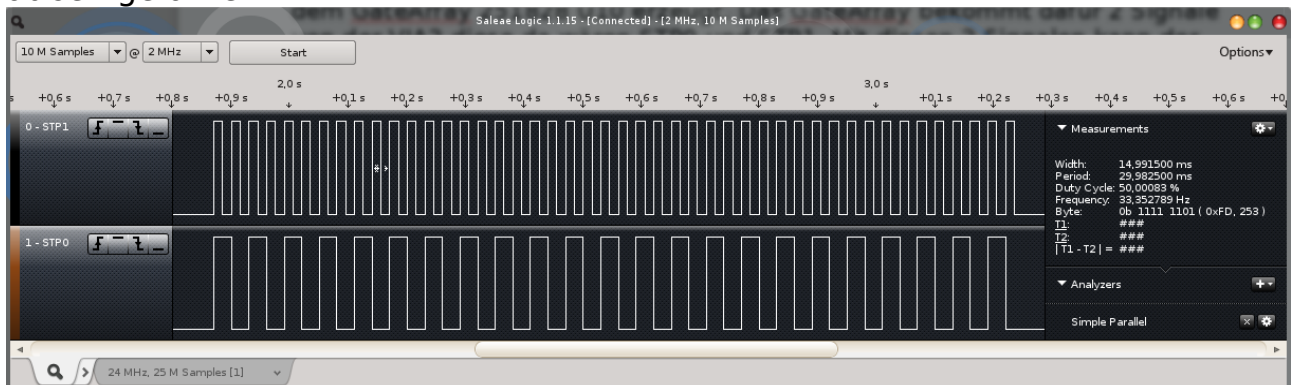 Saleae Logic 1.1.15 - [Connected] - [2 MHz, 10 M Samples]
10 M Samples @ 2 MHz Start Options
2,0 s 3,0 s
s +0,6 s +0,7 s +0,8 s +0,9 s +0,1 s +0,2 s +0,3 s +0,4 s +0,5 s +0,6 s +0,7 s +0,8 s +0,9 s +0,1 s +0,2 s +0,3 s +0,4 s +0,5 s +0,6 s +0,
0 - STP1
1 - STP0
Measurements
Width: 14,991500 ms
Period: 29,982500 ms
Duty Cycle: 50,00083 %
Frequency: 33,352789 Hz
Byte: 0b 1111 1101 ( 0xFD, 253 )
T1: ###
T2: ###
| T1 - T2 | = ###
Analyzers
Simple Parallel
24 MHz, 25 M Samples [1]